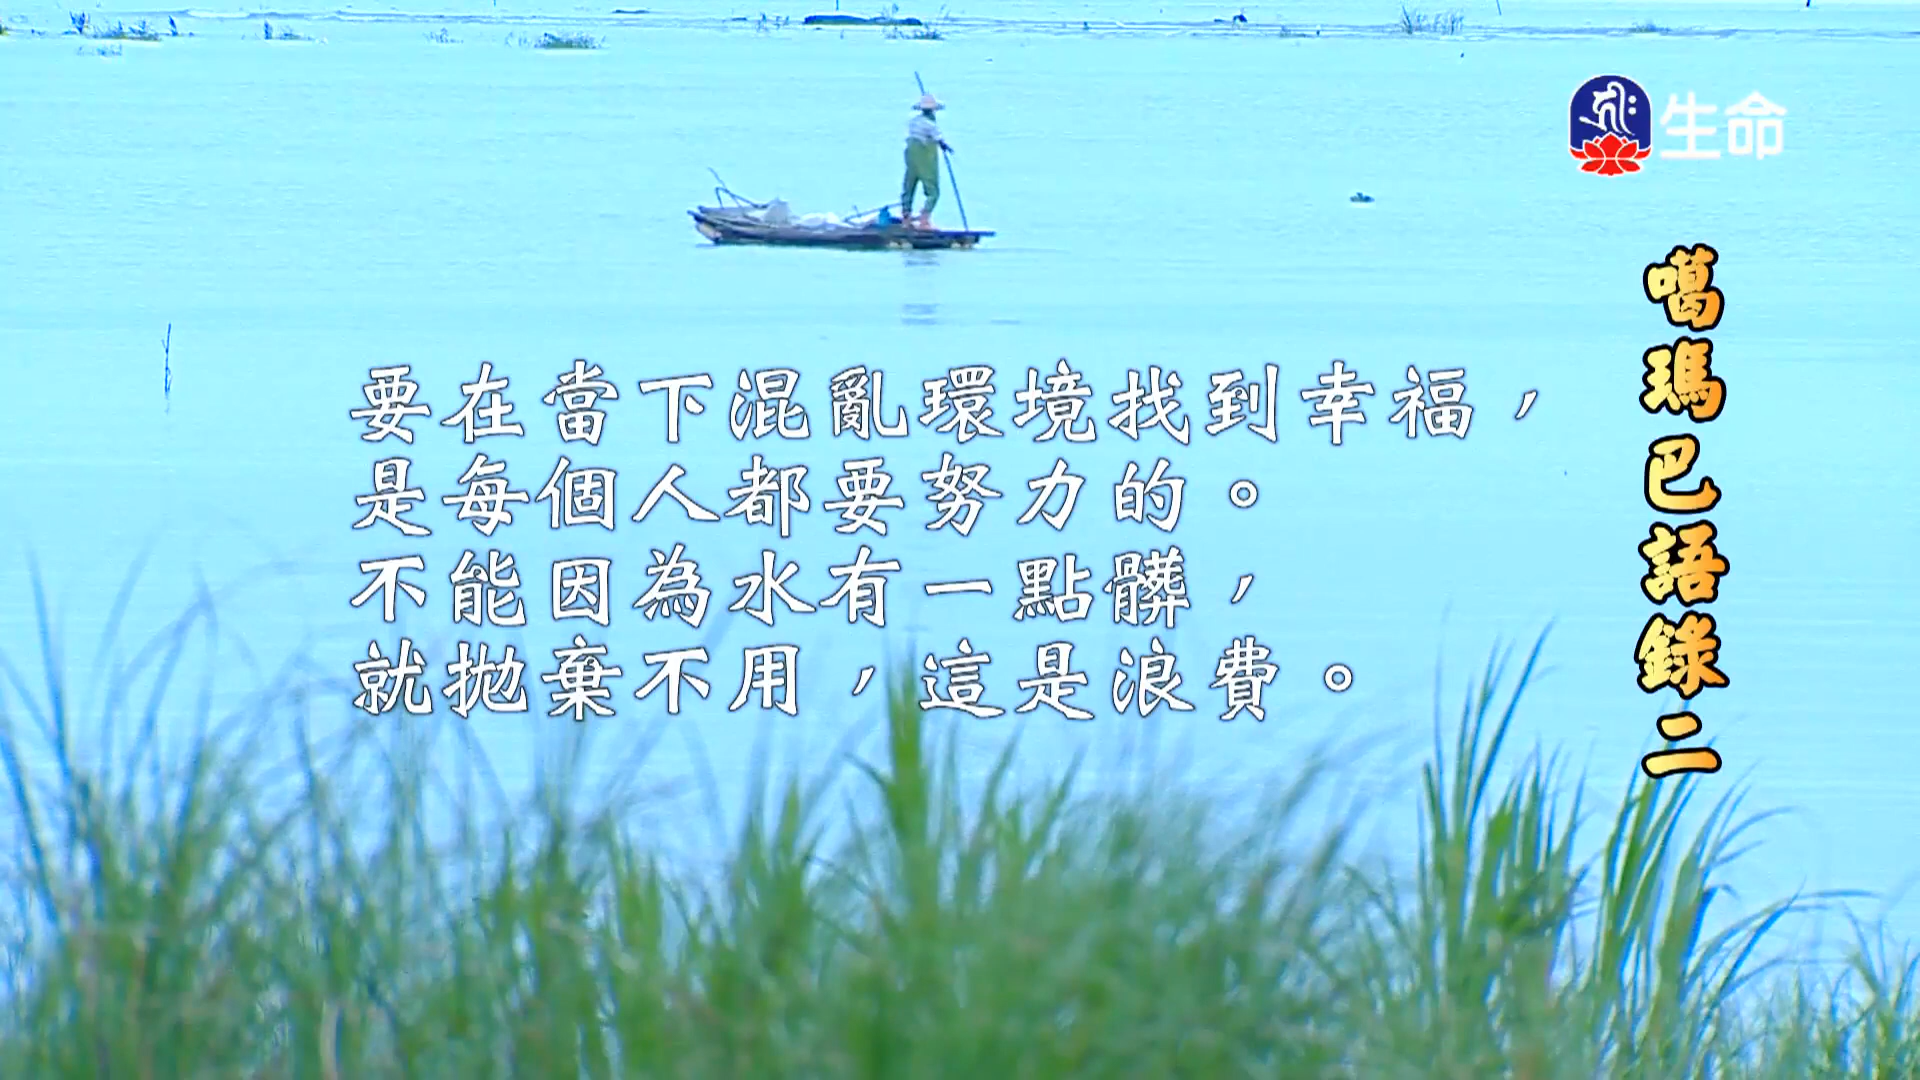 生命
噶瑪巴語錄二
要在當下混亂環境找到幸福，
是每個人都要努力的。
不能因為水有一點髒，
就拋棄不用，這是浪費。